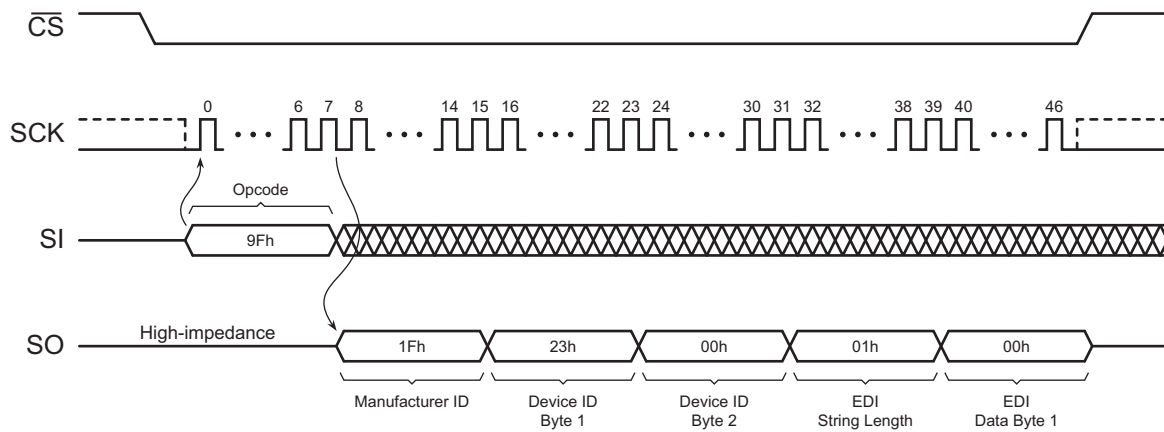 CS
0 6 7 8 14 15 16 22 23 24 30 31 32 38 39 40 46
SCK
Opcode
SI
9Fh
High-impedance
SO
1Fh 23h 00h 01h 00h
Manufacturer ID
Device ID
Byte 1
Device ID
Byte 2
EDI
String Length
EDI
Data Byte 1